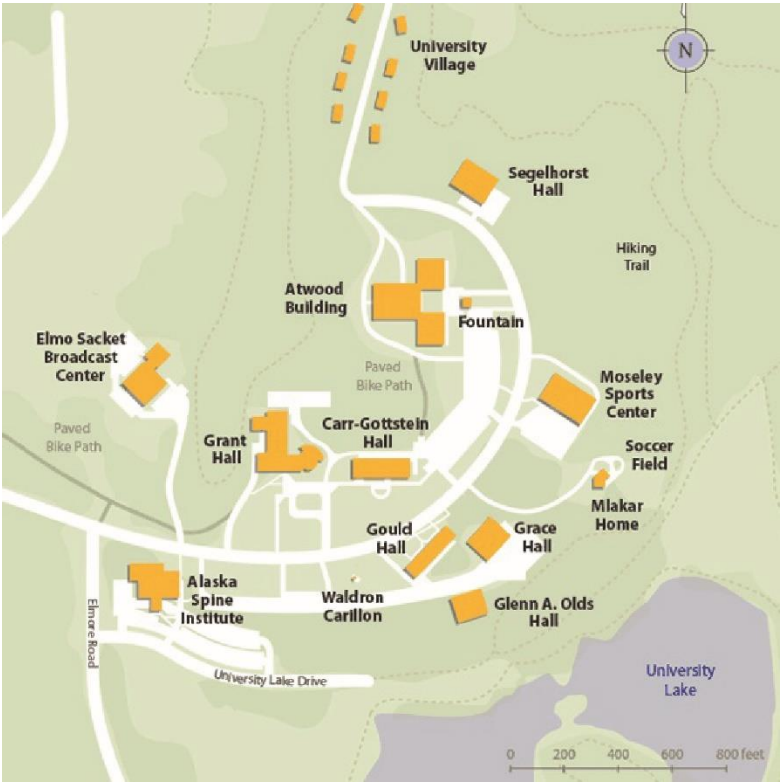 University
Village
N
Segelhorst
Hall
Hiking
Trail
Atwood
Building
Fountain
Elmo Sacket
Broadcast
Center
Paved
Bike Path
Moseley
Sports
Center
Paved
Bike Path
Grant
Hall
Carr-Gottstein
Hall
Soccer
Field
Mlakar
Home
Gould
Hall
Grace
Hall
Alaska
Spine
Institute
Waldron
Carillon
Glenn A. Olds
Hall
Elmore Road
University Lake Drive
University
Lake
0 200 400 600 800 feet